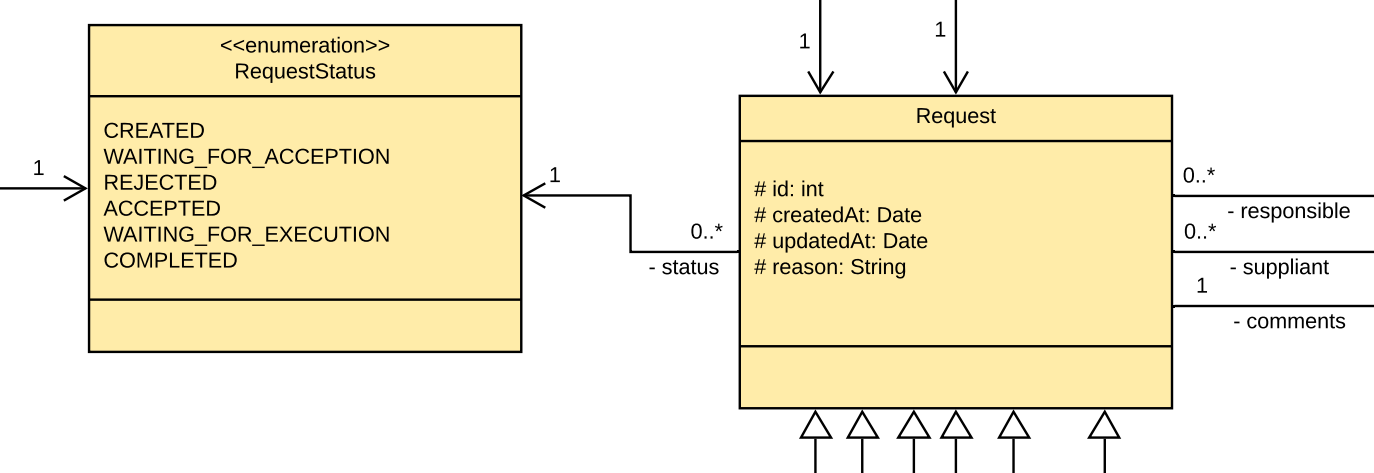 <<enumeration>>
RequestStatus
CREATED
WAITING_FOR_ACCEPTION
REJECTED
ACCEPTED
WAITING_FOR_EXECUTION
COMPLETED
1
1
0..*
- status
1
1
Request
# id: int
# createdAt: Date
# updatedAt: Date
# reason: String
0..*
- responsible
0..*
- suppliant
1
- comments